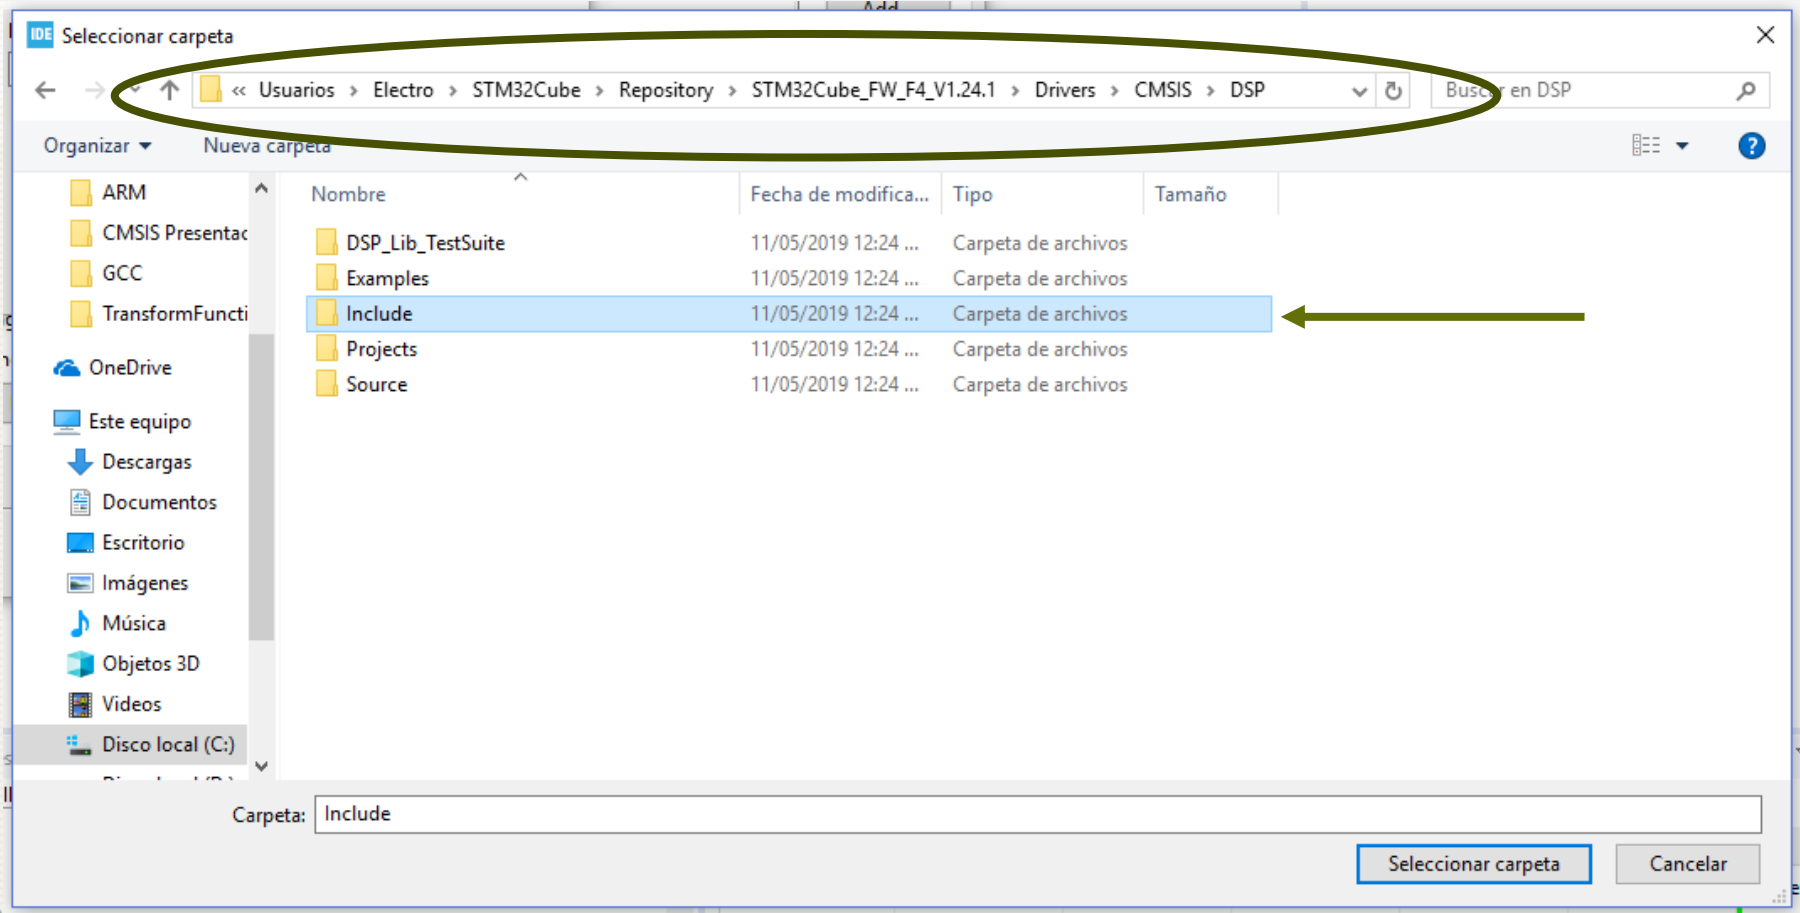 Add...
IDE Seleccionar carpeta
« Usuarios > Electro > STM32Cube > Repository > STM32Cube_FW_F4_V1.24.1 > Drivers > CMSIS > DSP
Buscar en DSP
Organizar
Nueva carpeta
?
Nombre
Fecha de modifica...
Tipo
Tamaño
DSP_Lib_TestSuite 11/05/2019 12:24 ... Carpeta de archivos
Examples 11/05/2019 12:24 ... Carpeta de archivos
Include 11/05/2019 12:24 ... Carpeta de archivos
Projects 11/05/2019 12:24 ... Carpeta de archivos
Source 11/05/2019 12:24 ... Carpeta de archivos
ARM
CMSIS Presentac
GCC
TransformFuncti
OneDrive
Este equipo
Descargas
Documentos
Escritorio
Imágenes
Música
Objetos 3D
Videos
Disco local (C:)
Carpeta: Include
Seleccionar carpeta
Cancelar